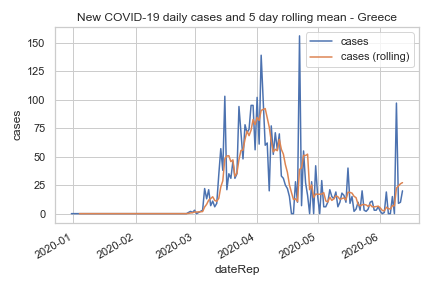 New COVID-19 daily cases and 5 day rolling mean - Greece
cases
cases (rolling)
150
125
100
75
50
25
0
cases
2020-01
2020-02
2020-03
2020-04
2020-05
2020-06
dateRep